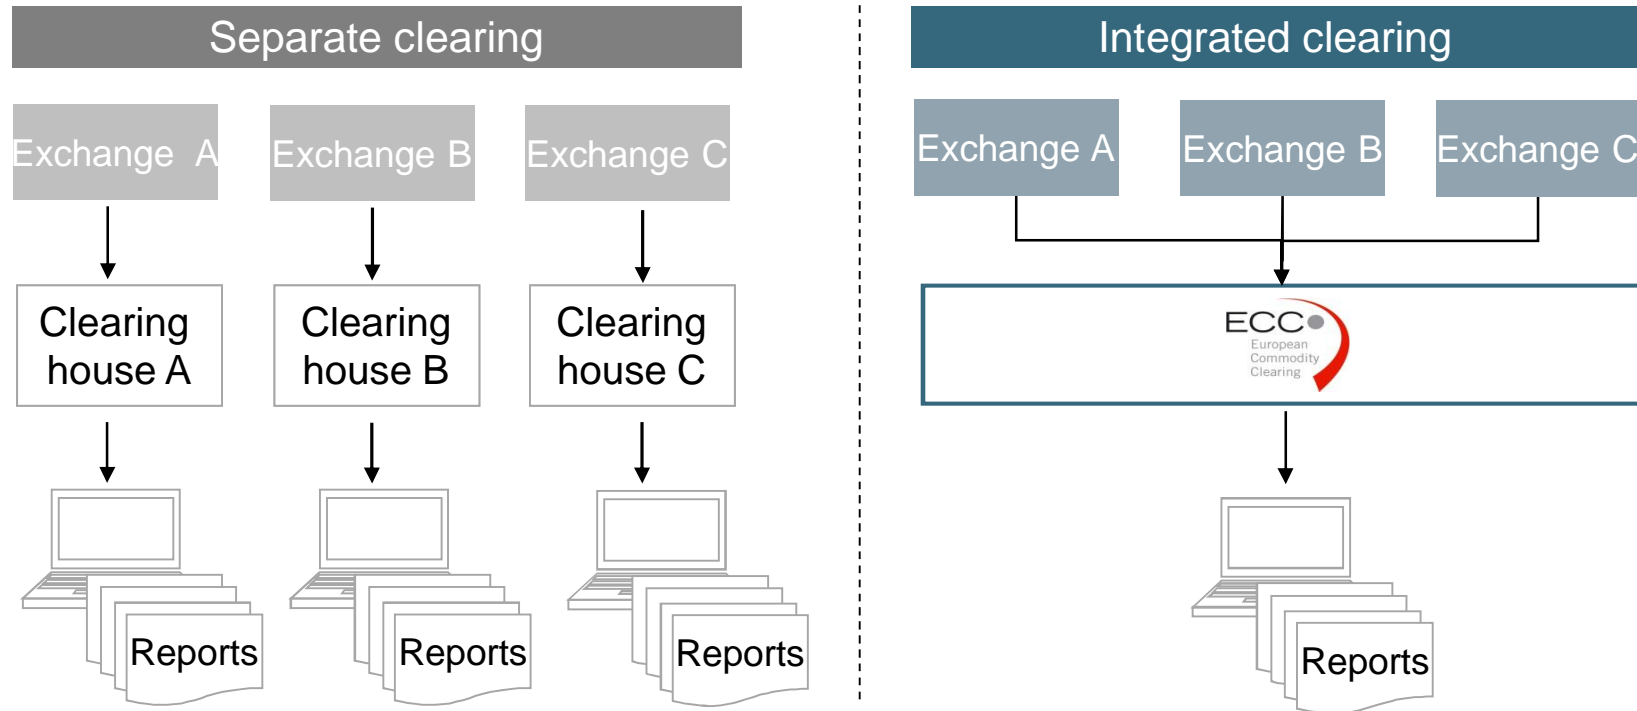 Separate clearing
Integrated clearing
Exchange A
Exchange B
Exchange C
Exchange A
Exchange B
Exchange C
Clearing
house A
Clearing
house B
Clearing
house C
ECC
European
Commodity
Clearing
Reports
Reports
Reports
Reports